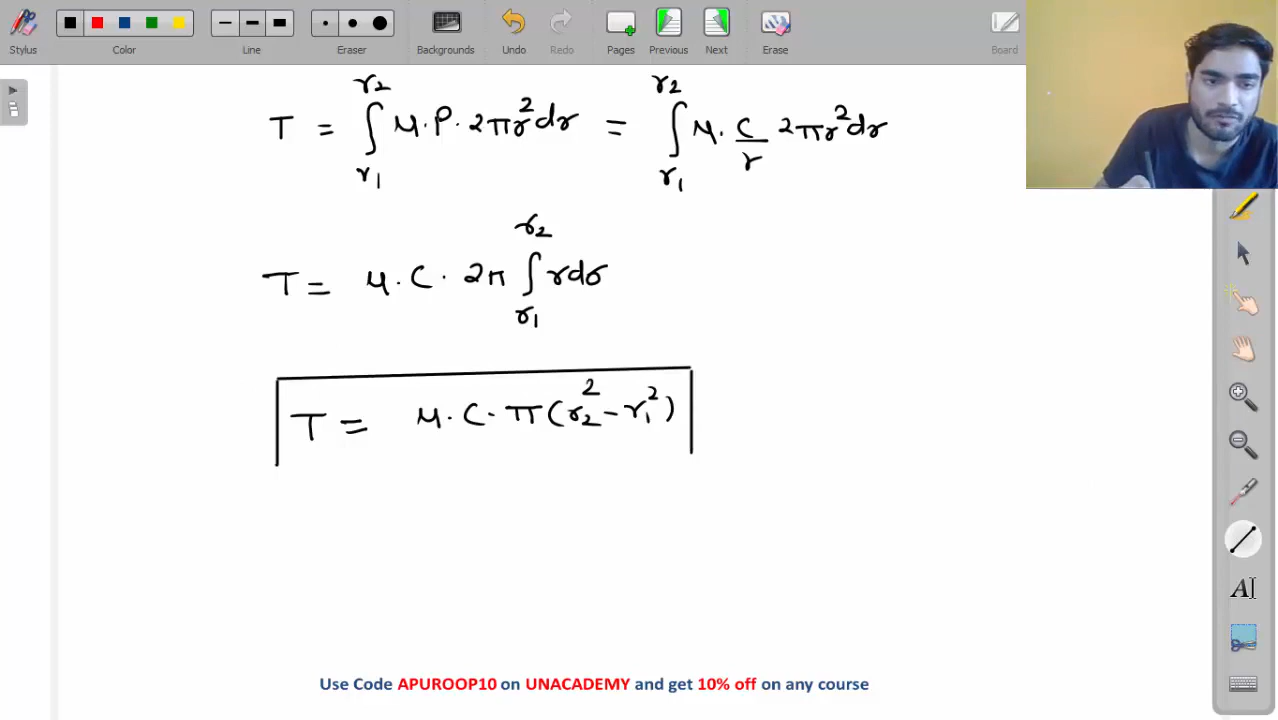 Stylus Color Line Eraser Backgrounds Undo Redo Pages Previous Next Erase Board
T = ∫_{r1}^{r2} μ·P·2πr²dr = ∫_{r1}^{r2} μ·C/r 2πr²dr
T = μ·C·2π ∫_{r1}^{r2} rdr
T = μ·C·π(r2²-r1²)
Use Code APUROOP10 on UNACADEMY and get 10% off on any course